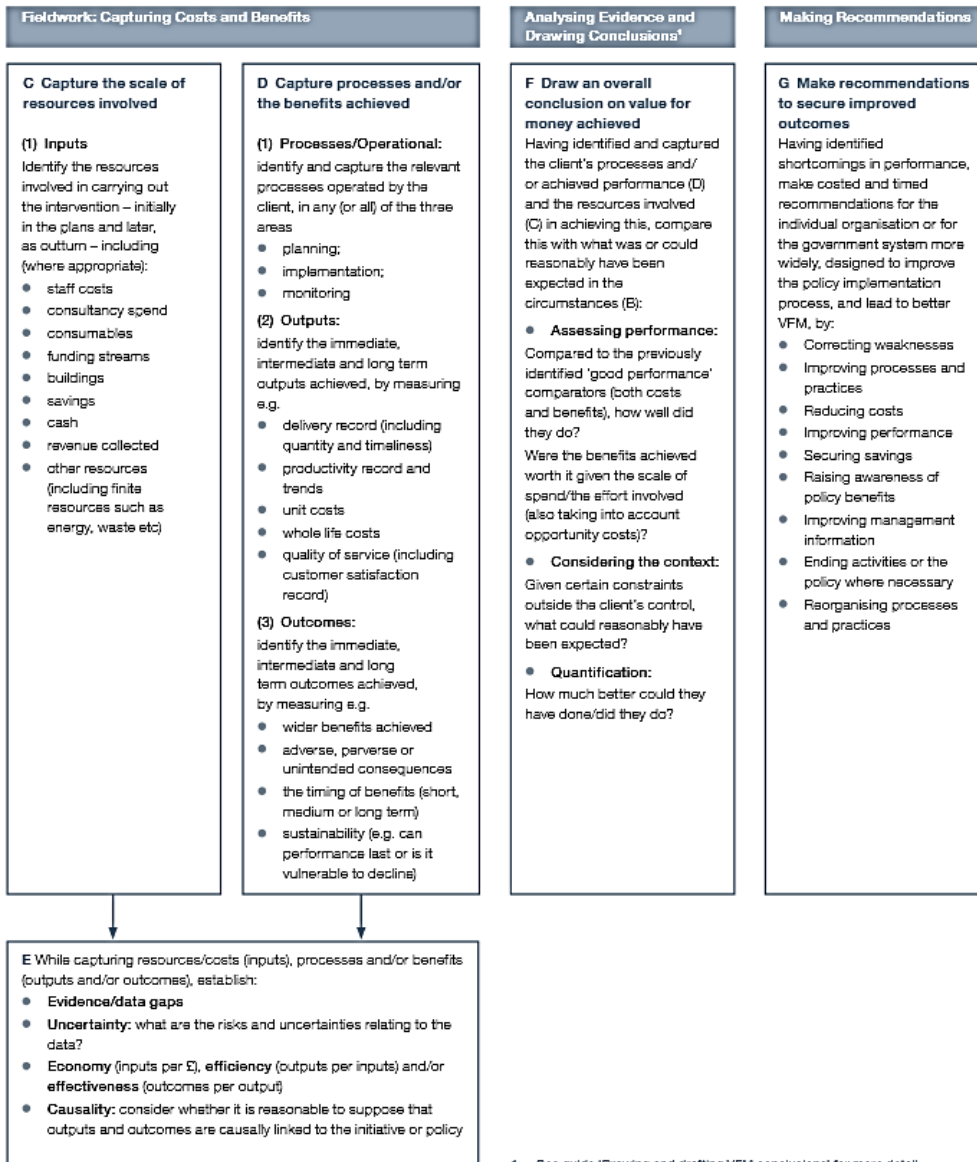 Fieldwork: Capturing Costs and Benefits
C Capture the scale of
resources involved
(1) Inputs
Identify the resources
involved in carrying out
the intervention – initially
in the plans and later,
as outturn – including
(where appropriate):
● staff costs
● consultancy spend
● consumables
● funding streams
● buildings
● savings
● cash
● revenue collected
● other resources
(including finite
resources such as
energy, waste etc)
D Capture processes and/or
the benefits achieved
(1) Processes/Operational:
identify and capture the relevant
processes operated by the
client, in any (or all) of the three
areas
● planning;
● implementation;
● monitoring
(2) Outputs:
identify the immediate,
intermediate and long term
outputs achieved, by measuring
e.g.
● delivery record (including
quantity and timeliness)
● productivity record and
trends
● unit costs
● whole life costs
● quality of service (including
customer satisfaction
record)
(3) Outcomes:
identify the immediate,
intermediate and long
term outcomes achieved,
by measuring e.g.
● wider benefits achieved
● adverse, perverse or
unintended consequences
● the timing of benefits (short,
medium or long term)
● sustainability (e.g. can
performance last or is it
vulnerable to decline)
E While capturing resources/costs (inputs), processes and/or benefits
(outputs and/or outcomes), establish:
● Evidence/data gaps
● Uncertainty: what are the risks and uncertainties relating to the
data?
● Economy (inputs per £), efficiency (outputs per inputs) and/or
effectiveness (outcomes per output)
● Causality: consider whether it is reasonable to suppose that
outputs and outcomes are causally linked to the initiative or policy
Analysing Evidence and
Drawing Conclusions¹
F Draw an overall
conclusion on value for
money achieved
Having identified and captured
the client's processes and/
or achieved performance (D)
and the resources involved
(C) in achieving this, compare
this with what was or could
reasonably have been
expected in the
circumstances (B):
● Assessing performance:
Compared to the previously
identified 'good performance'
comparators (both costs
and benefits), how well did
they do?
Were the benefits achieved
worth it given the scale of
spend/the effort involved
(also taking into account
opportunity costs)?
● Considering the context:
Given certain constraints
outside the client's control,
what could reasonably have
been expected?
● Quantification:
How much better could they
have done/did they do?
Making Recommendations
G Make recommendations
to secure improved
outcomes
Having identified
shortcomings in performance,
make costed and timed
recommendations for the
individual organisation or for
the government system more
widely, designed to improve
the policy implementation
process, and lead to better
VFM, by:
● Correcting weaknesses
● Improving processes and
practices
● Reducing costs
● Improving performance
● Securing savings
● Raising awareness of
policy benefits
● Improving management
information
● Ending activities or the
policy where necessary
● Reorganising processes
and practices